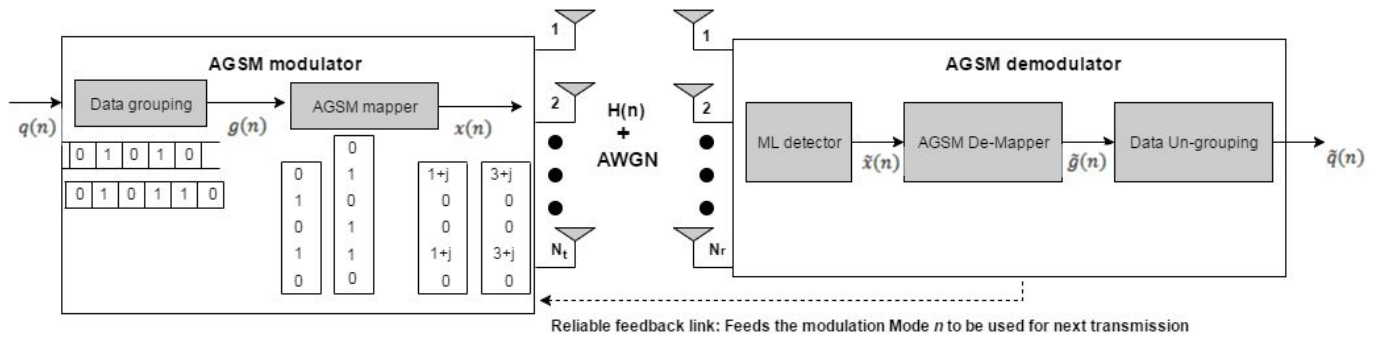 AGSM modulator
Data grouping
AGSM mapper
q(n)
g(n)
x(n)
0 1 0 1 0
0 1 0 1 1 0
0
1
0
1
0
0
1
0
1
1
0
1+j
0
0
1+j
0
3+j
0
0
3+j
0
1
2
Nt
H(n)
+
AWGN
1
2
Nr
AGSM demodulator
ML detector
x̃(n)
AGSM De-Mapper
g̃(n)
Data Un-grouping
q̃(n)
Reliable feedback link: Feeds the modulation Mode n to be used for next transmission